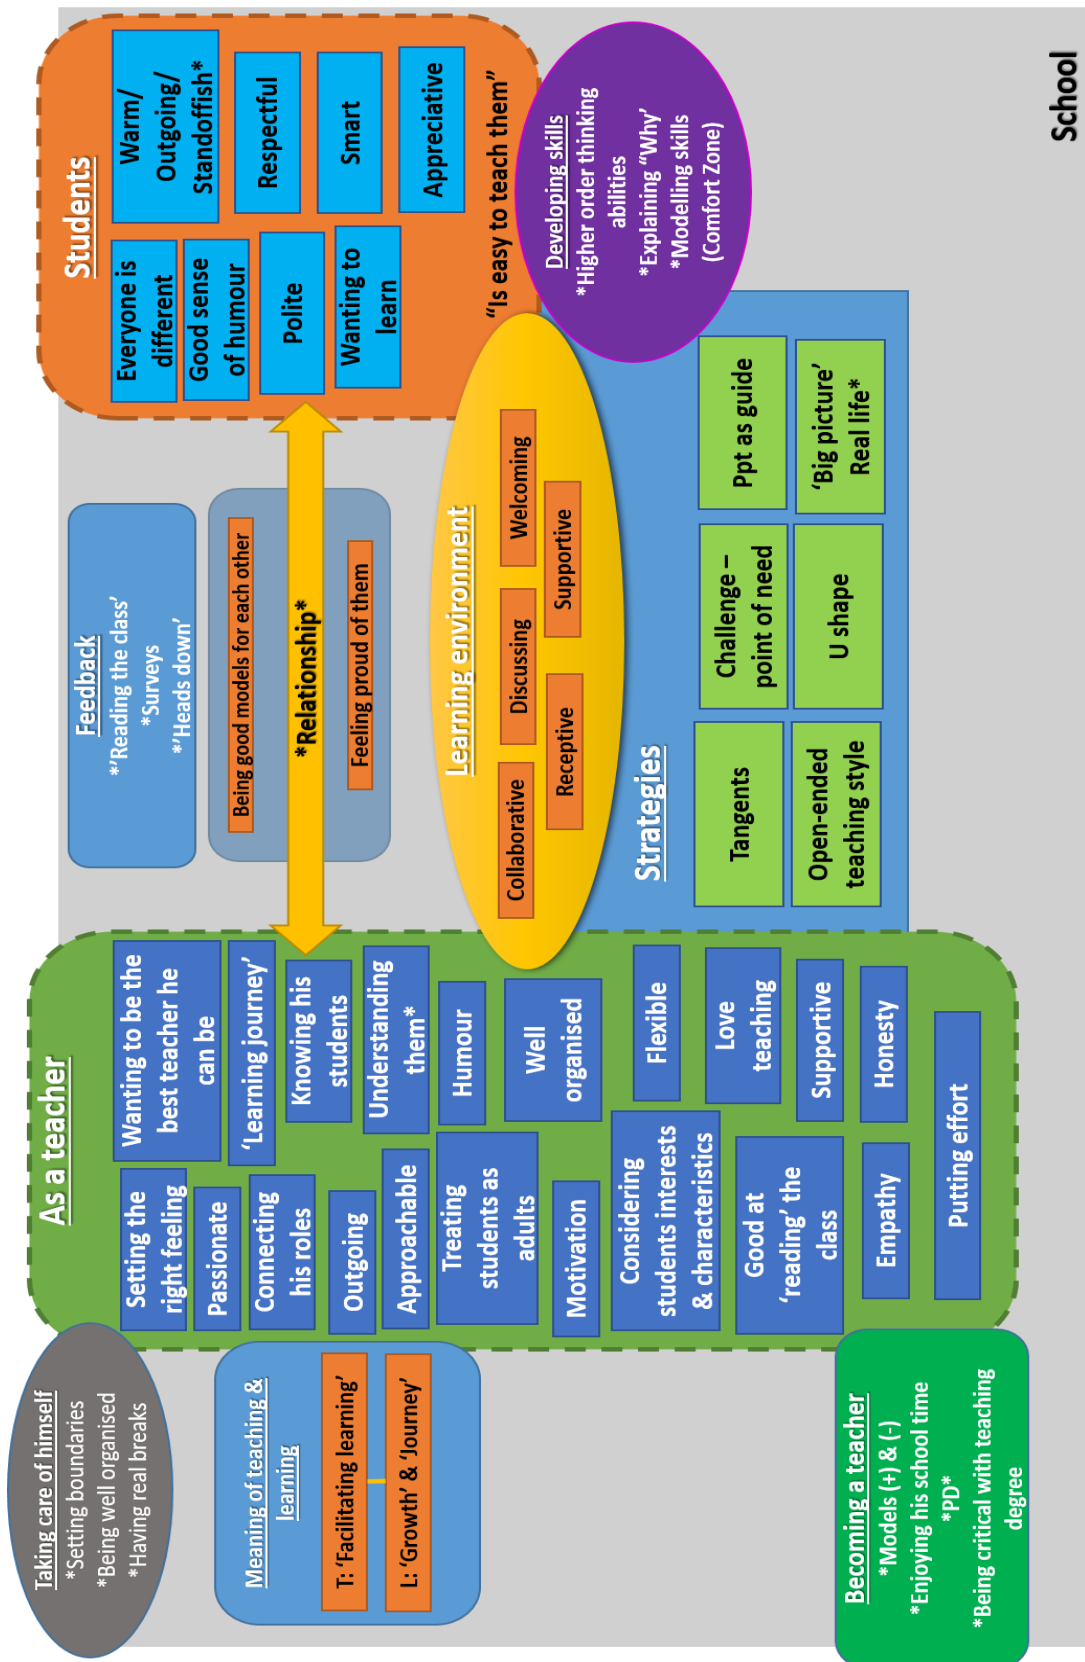 Taking care of himself
*Setting boundaries
*Being well organised
*Having real breaks
Meaning of teaching &
learning
T: ‘Facilitating learning’
L: ‘Growth’ & ‘Journey’
Becoming a teacher
*Models (+) & (-)
*Enjoying his school time
*PD*
*Being critical with teaching
degree
As a teacher
Setting the
right feeling
Wanting to be the
best teacher he
can be
Passionate
‘Learning journey’
Connecting
his roles
Knowing his
students
Outgoing
Understanding
them*
Approachable
Humour
Treating
students as
adults
Well
organised
Motivation
Flexible
Considering
students interests
& characteristics
Love
teaching
Good at
‘reading’ the
class
Supportive
Empathy
Honesty
Putting effort
Feedback
*‘Reading the class’
*Surveys
*‘Heads down’
Being good models for each other
*Relationship*
Feeling proud of them
Learning environment
Collaborative
Discussing
Welcoming
Receptive
Supportive
Strategies
Tangents
Challenge –
point of need
Ppt as guide
Open-ended
teaching style
U shape
‘Big picture’
Real life*
Students
Everyone is
different
Warm/
Outgoing/
Standoffish*
Good sense
of humour
Respectful
Polite
Smart
Wanting to
learn
Appreciative
“Is easy to teach them”
Developing skills
*Higher order thinking
abilities
*Explaining “Why’
*Modelling skills
(Comfort Zone)
School